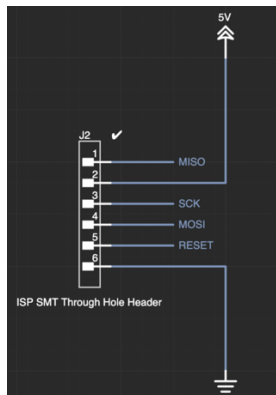 5V
J2 ✔
1 MISO
2
3 SCK
4 MOSI
5 RESET
6
ISP SMT Through Hole Header